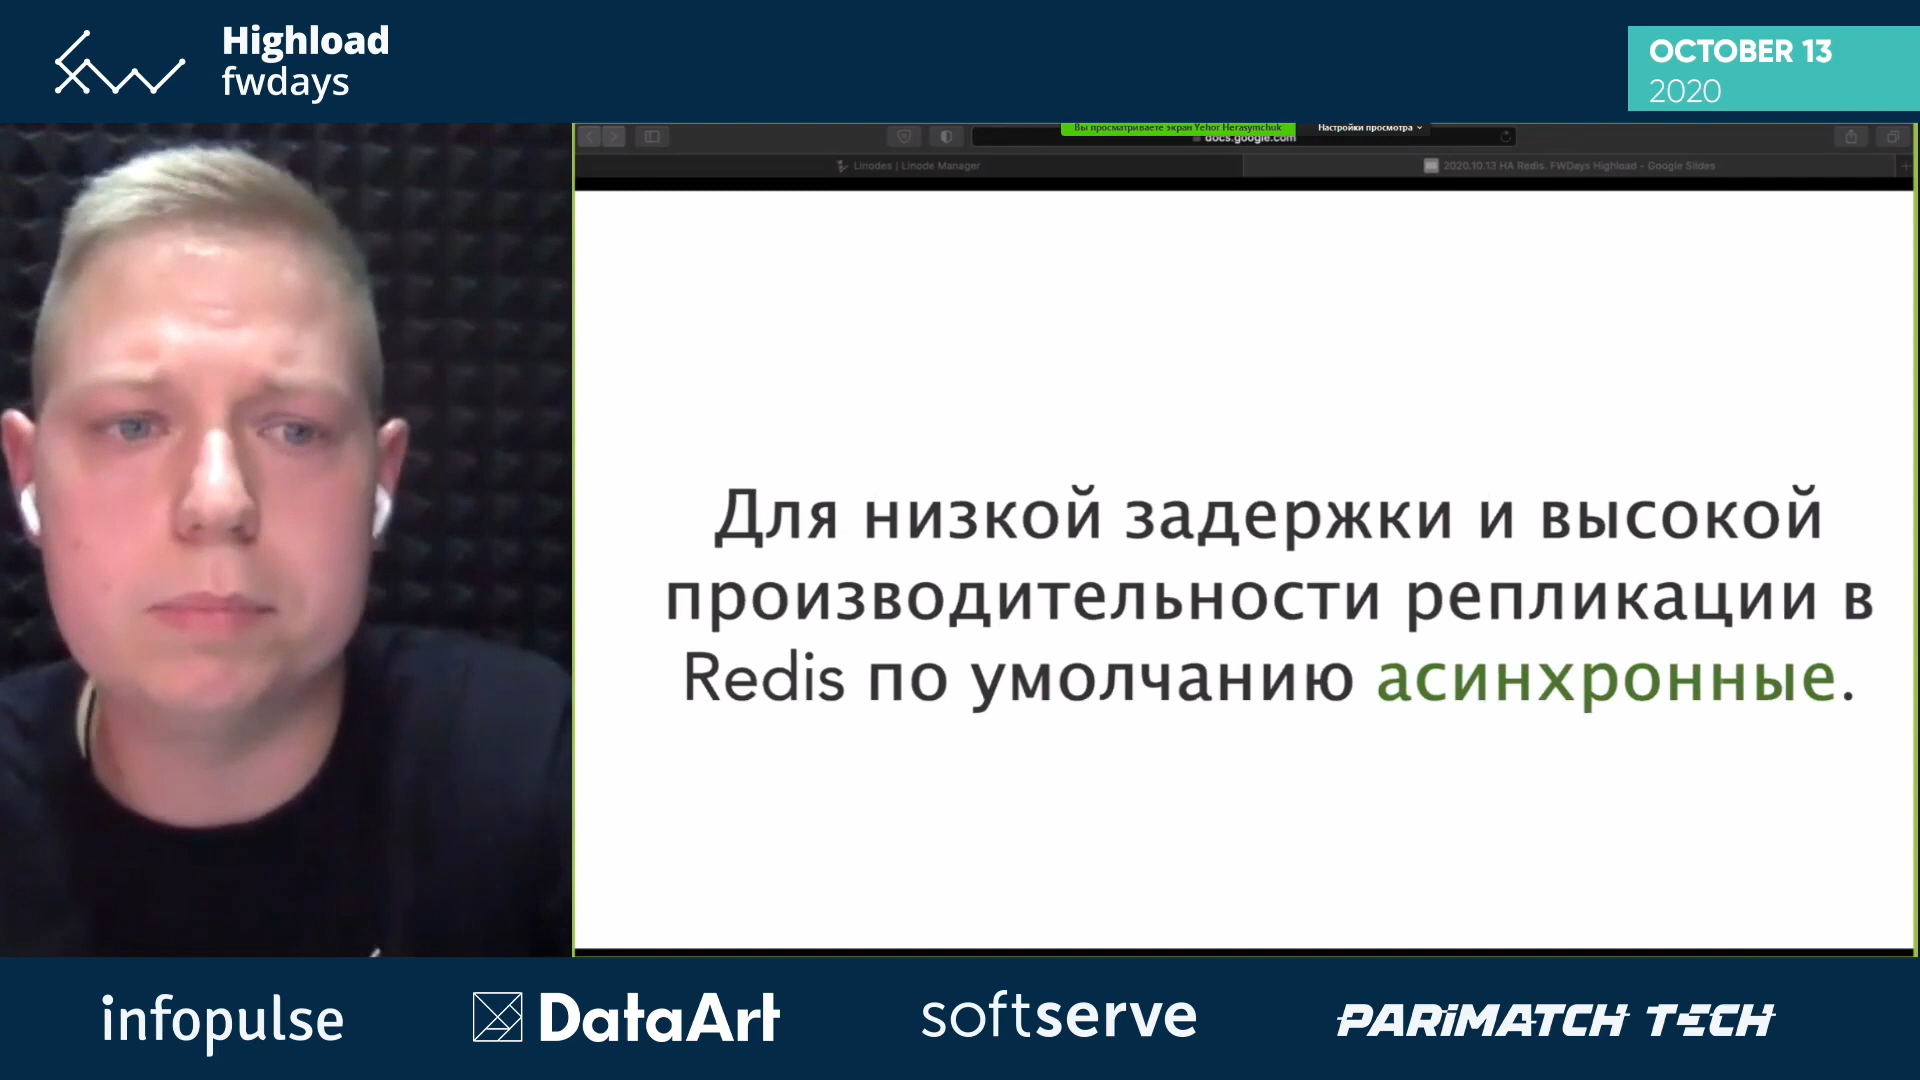 Highload
fwdays
OCTOBER 13
2020
Вы просматриваете экран Yehor Herasymchuk
Настройки просмотра
docs.google.com
Linodes | Linode Manager
2020.10.13 HA Redis. FWDays Highload - Google Slides
Для низкой задержки и высокой
производительности репликации в
Redis по умолчанию асинхронные.
infopulse
DataArt
softserve
PARIMATCH TECH